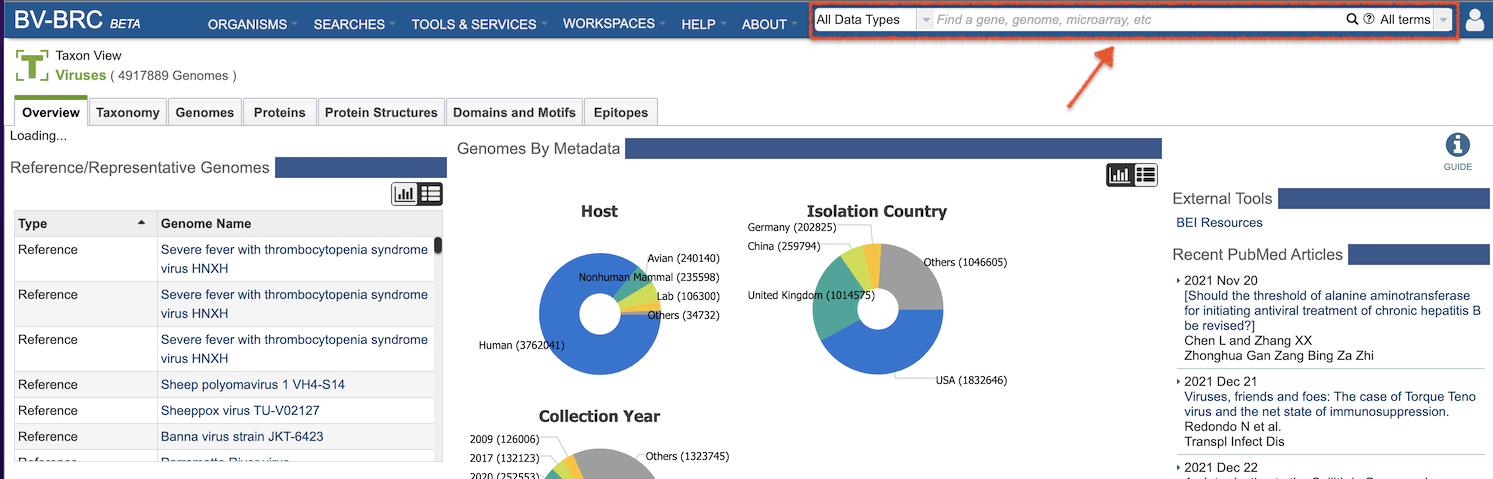 BV-BRC BETA
ORGANISMS SEARCHES TOOLS & SERVICES WORKSPACES HELP ABOUT
All Data Types Find a gene, genome, microarray, etc All terms
Taxon View
T Viruses ( 4917889 Genomes )
Overview Taxonomy Genomes Proteins Protein Structures Domains and Motifs Epitopes
Loading...
Reference/Representative Genomes
Type Genome Name
Reference Severe fever with thrombocytopenia syndrome
virus HNXH
Reference Severe fever with thrombocytopenia syndrome
virus HNXH
Reference Severe fever with thrombocytopenia syndrome
virus HNXH
Reference Sheep polyomavirus 1 VH4-S14
Reference Sheeppox virus TU-V02127
Reference Banna virus strain JKT-6423
Genomes By Metadata
Host
Avian (240140)
Nonhuman Mammal (235598)
Lab (106300)
Others (34732)
Human (3762041)
Isolation Country
Germany (202825)
China (259794)
Others (1046605)
United Kingdom (1014575)
USA (1832646)
Collection Year
2009 (126006)
2017 (132123)
2020 (252553)
Others (1323745)
GUIDE
External Tools
BEI Resources
Recent PubMed Articles
2021 Nov 20
[Should the threshold of alanine aminotransferase
for initiating antiviral treatment of chronic hepatitis B
be revised?]
Chen L and Zhang XX
Zhonghua Gan Zang Bing Za Zhi
2021 Dec 21
Viruses, friends and foes: The case of Torque Teno
virus and the net state of immunosuppression.
Redondo N et al.
Transpl Infect Dis
2021 Dec 22